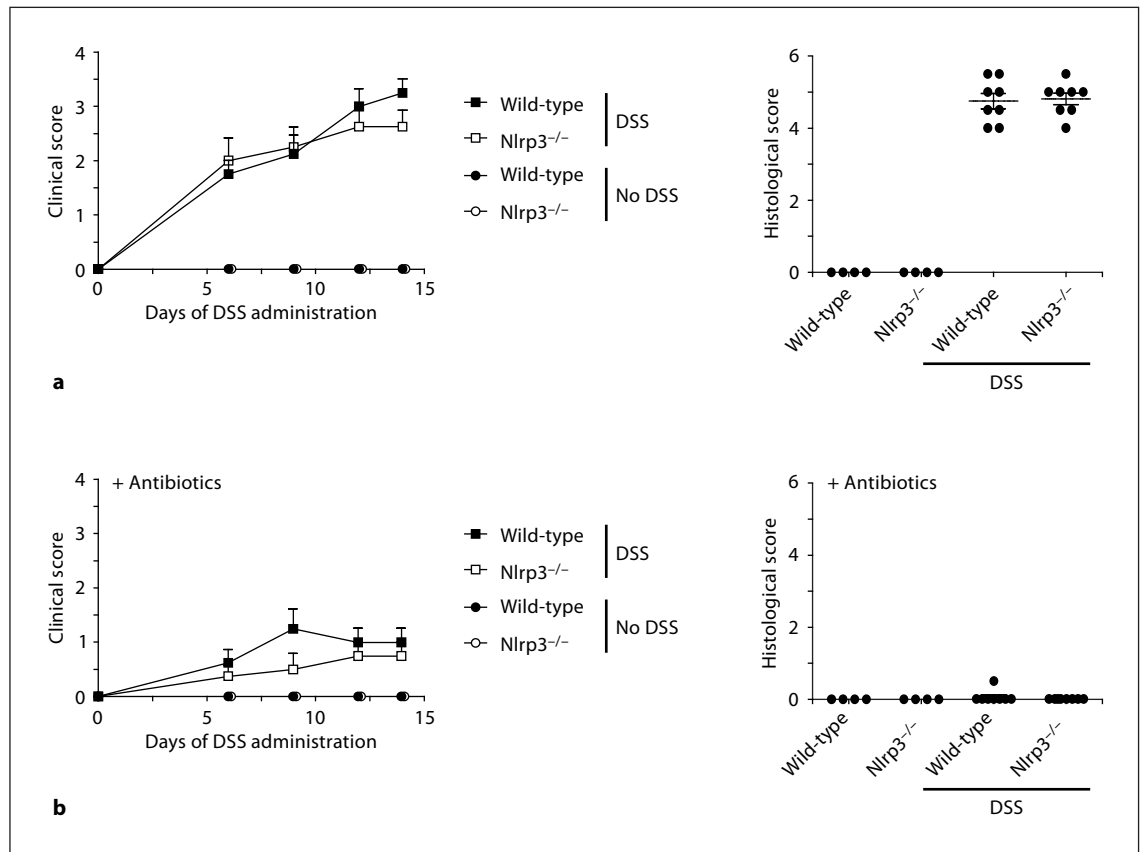 4
3
2
1
0
Clinical score
0 5 10 15
Days of DSS administration
Wild-type
Nlrp3–/–
DSS
Wild-type
Nlrp3–/–
No DSS
6
4
2
0
Histological score
Wild-type
Nlrp3–/–
Wild-type
Nlrp3–/–
DSS
a
+ Antibiotics
4
3
2
1
0
Clinical score
0 5 10 15
Days of DSS administration
Wild-type
Nlrp3–/–
DSS
Wild-type
Nlrp3–/–
No DSS
+ Antibiotics
6
4
2
0
Histological score
Wild-type
Nlrp3–/–
Wild-type
Nlrp3–/–
DSS
b